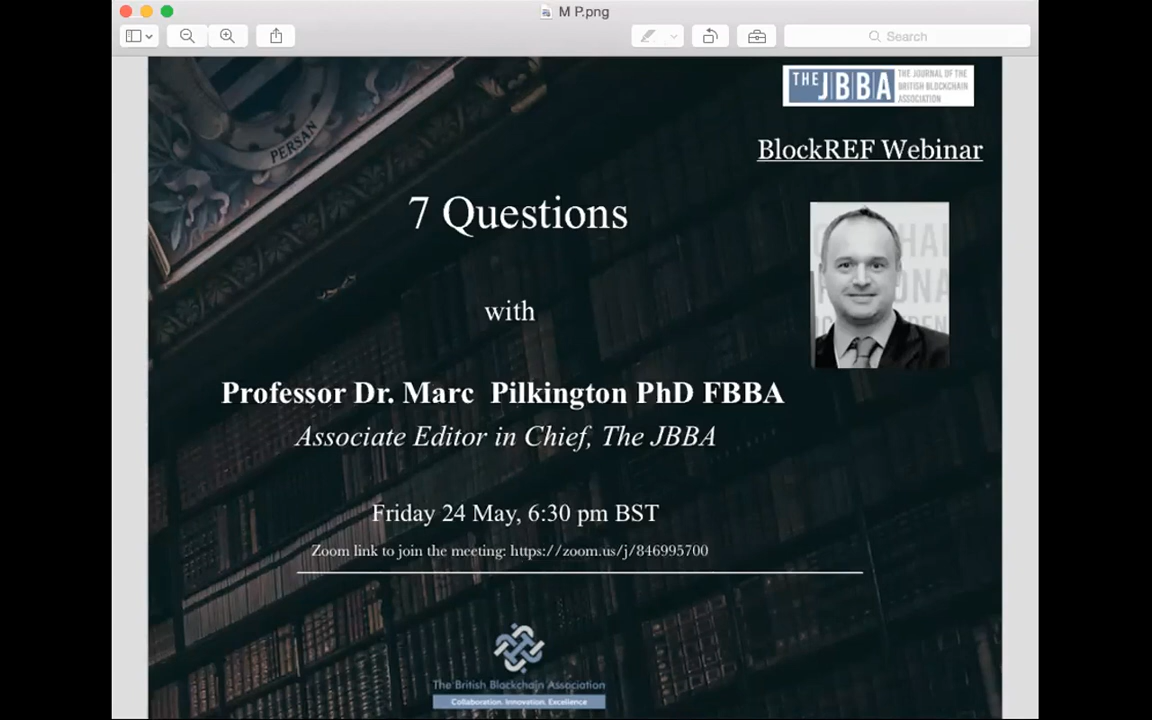 M P.png
Search
THE JBBA
THE JOURNAL OF THE
BRITISH BLOCKCHAIN
ASSOCIATION
PERSAN
BlockREF Webinar
7 Questions
with
Professor Dr. Marc Pilkington PhD FBBA
Associate Editor in Chief, The JBBA
Friday 24 May, 6:30 pm BST
Zoom link to join the meeting: https://zoom.us/j/846995700
The British Blockchain Association
Collaboration. Innovation. Excellence